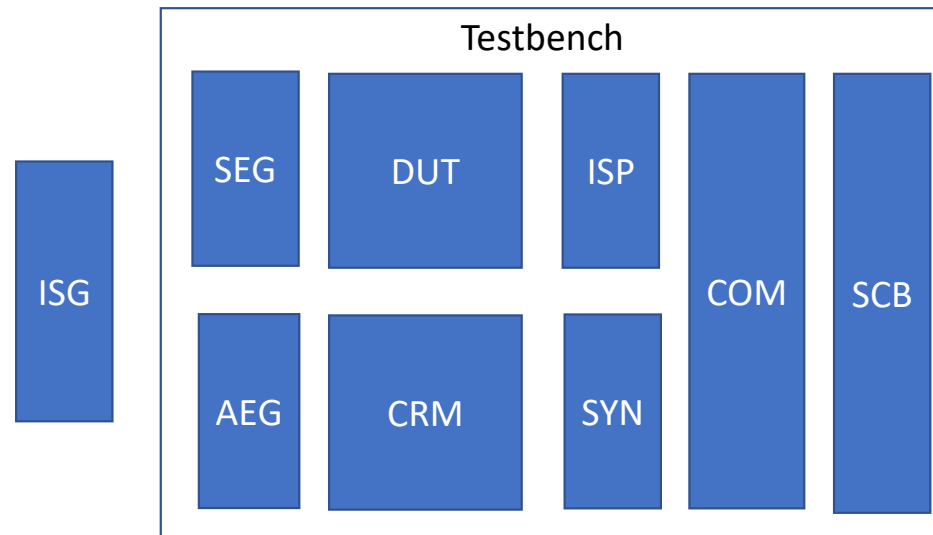 Testbench
SEG
DUT
ISP
ISG
COM
SCB
AEG
CRM
SYN